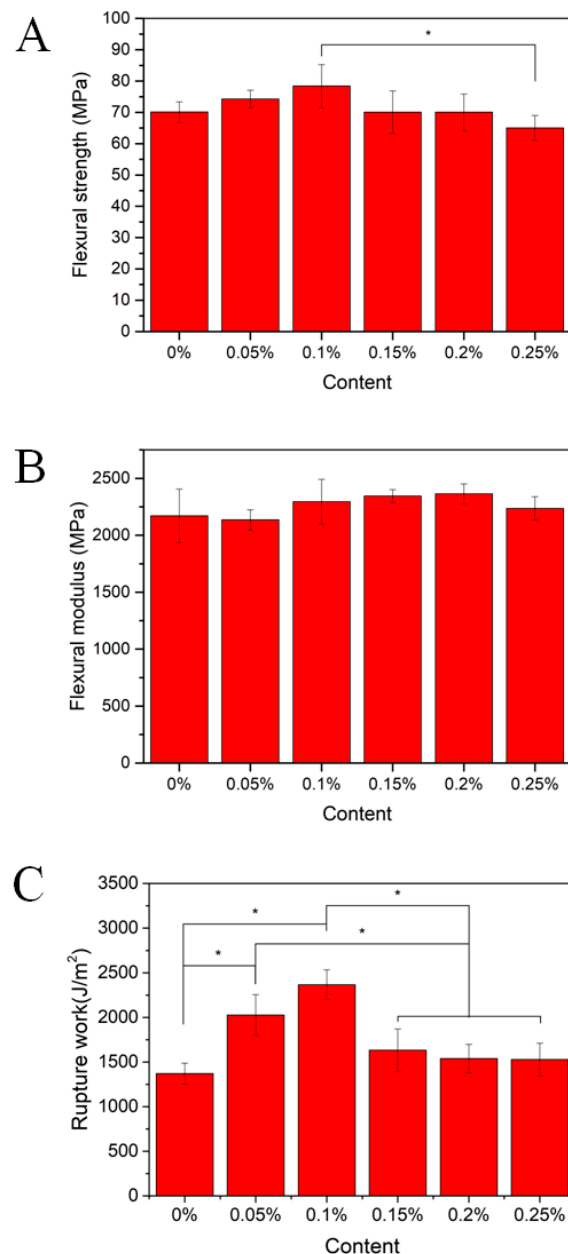 A
Flexural strength (MPa)
100
90
80
70
60
50
40
30
20
10
0
*
0% 0.05% 0.1% 0.15% 0.2% 0.25%
Content
B
Flexural modulus (MPa)
2500
2000
1500
1000
500
0
0% 0.05% 0.1% 0.15% 0.2% 0.25%
Content
C
Rupture work(J/m²)
3500
3000
2500
2000
1500
1000
500
0
* *
* *
0% 0.05% 0.1% 0.15% 0.2% 0.25%
Content